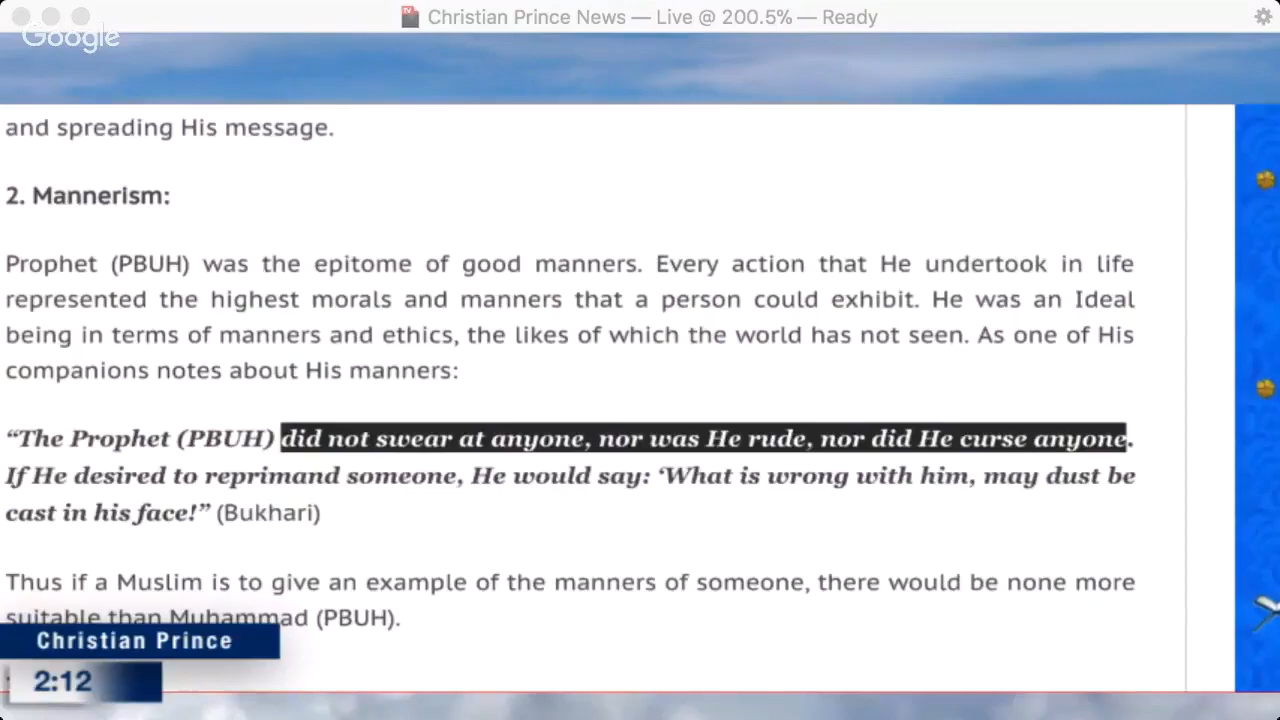 Christian Prince News — Live @ 200.5% — Ready
Google
and spreading His message.
2. Mannerism:
Prophet (PBUH) was the epitome of good manners. Every action that He undertook in life
represented the highest morals and manners that a person could exhibit. He was an Ideal
being in terms of manners and ethics, the likes of which the world has not seen. As one of His
companions notes about His manners:
“The Prophet (PBUH) did not swear at anyone, nor was He rude, nor did He curse anyone.
If He desired to reprimand someone, He would say: ‘What is wrong with him, may dust be
cast in his face!” (Bukhari)
Thus if a Muslim is to give an example of the manners of someone, there would be none more
suitable than Muhammad (PBUH).
Christian Prince
2:12